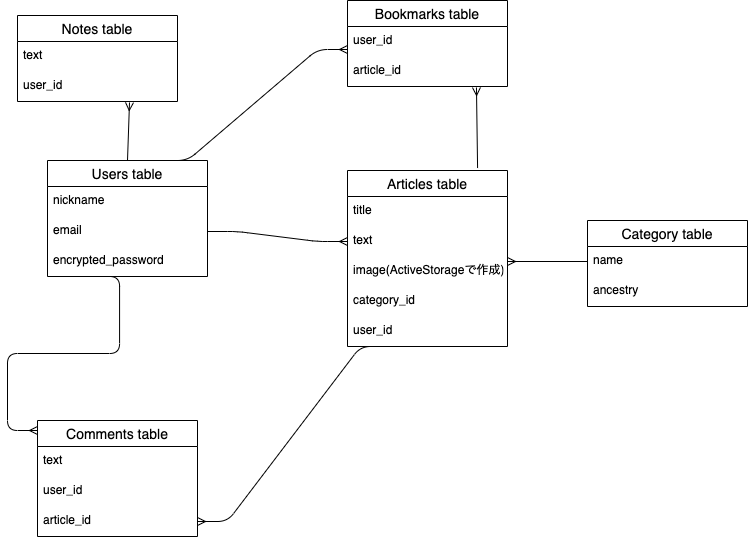 Notes table
text
user_id
Bookmarks table
user_id
article_id
Users table
nickname
email
encrypted_password
Articles table
title
text
image(ActiveStorageで作成)
category_id
user_id
Category table
name
ancestry
Comments table
text
user_id
article_id